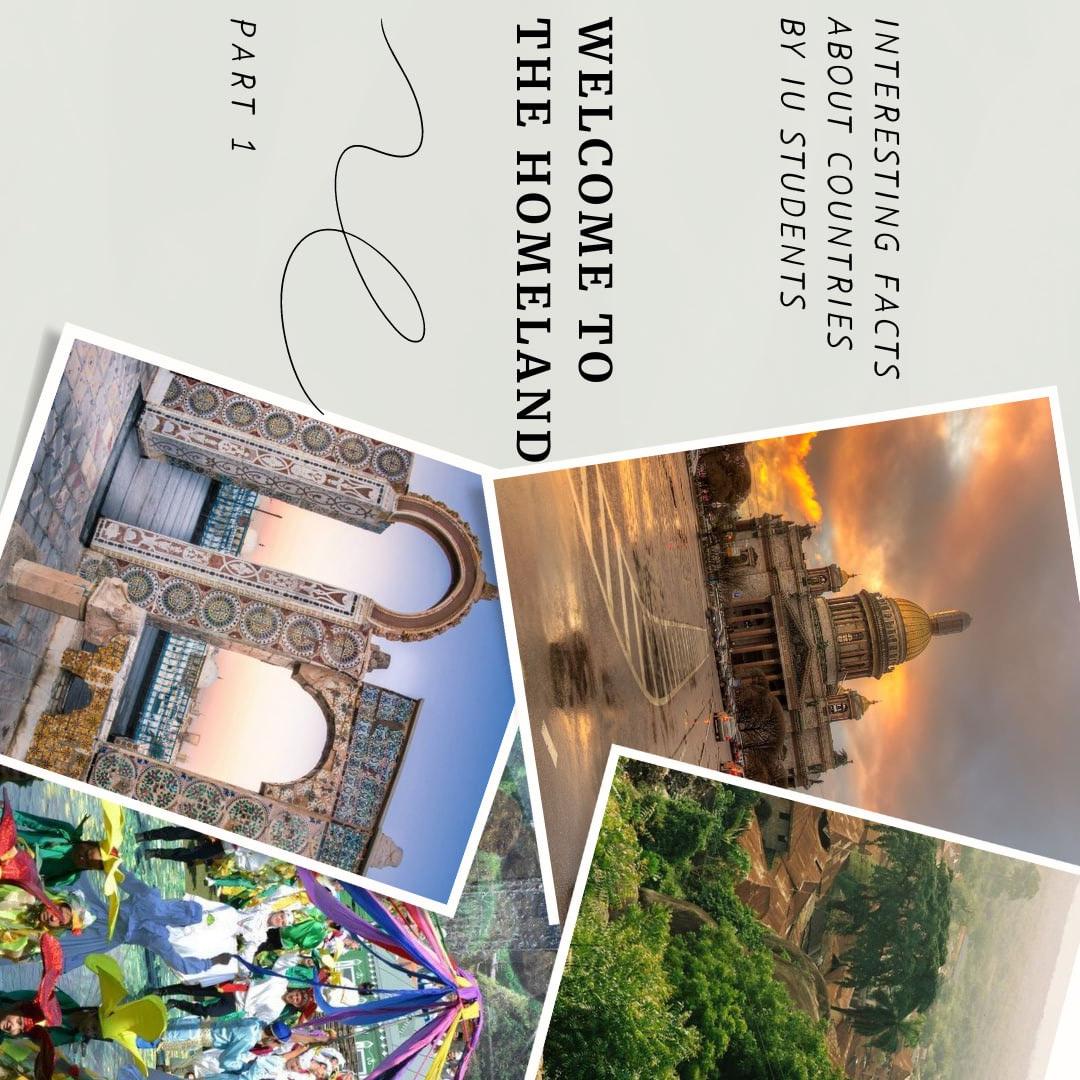 INTERESTING FACTS
ABOUT COUNTRIES
BY IU STUDENTS
WELCOME TO
THE HOMELAND
PART 1